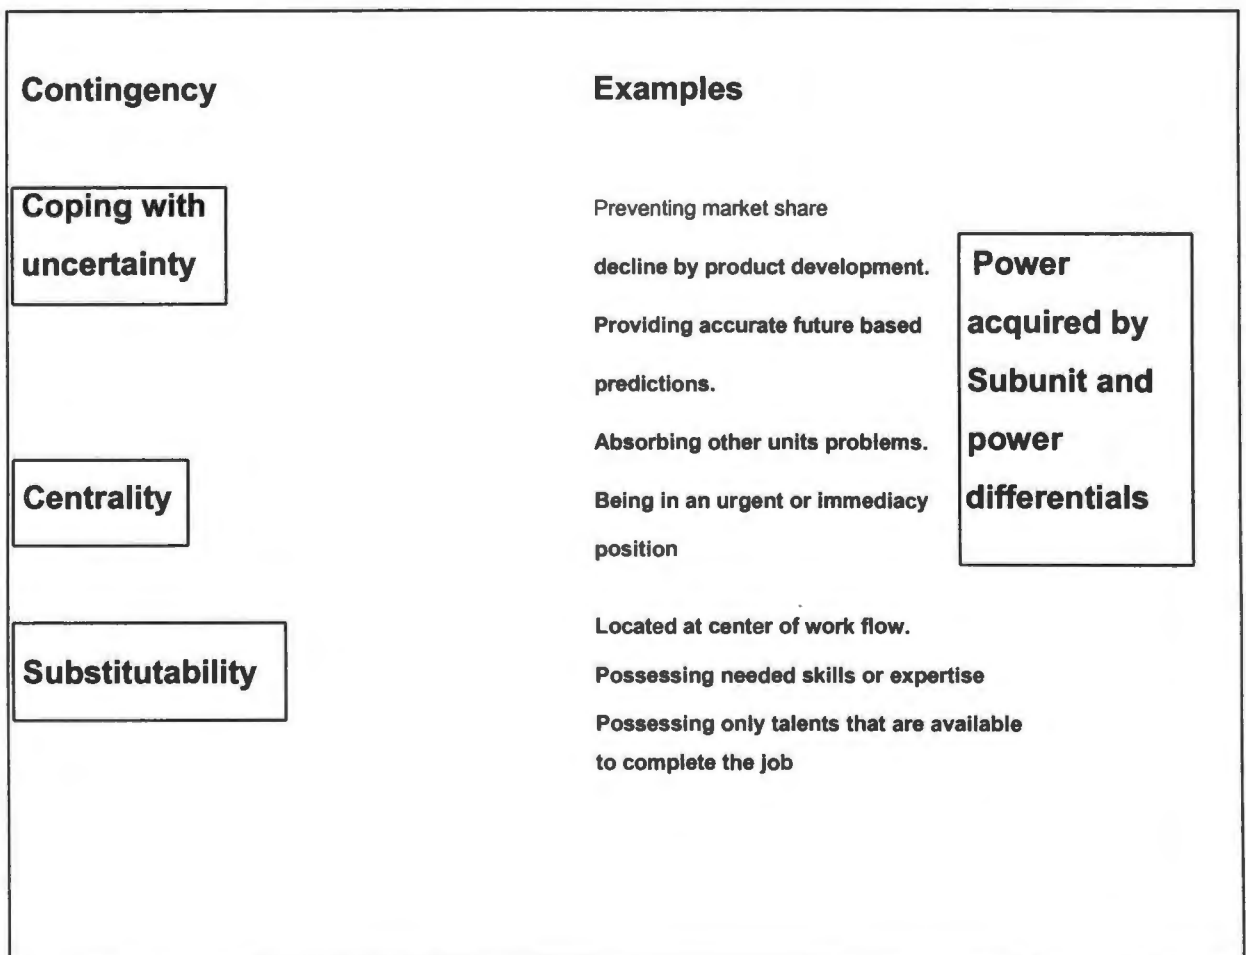 Contingency
Examples
Coping with
uncertainty
Preventing market share
decline by product development.
Providing accurate future based
predictions.
Absorbing other units problems.
Centrality
Being in an urgent or immediacy
position
Located at center of work flow.
Substitutability
Possessing needed skills or expertise
Possessing only talents that are available
to complete the job
Power
acquired by
Subunit and
power
differentials